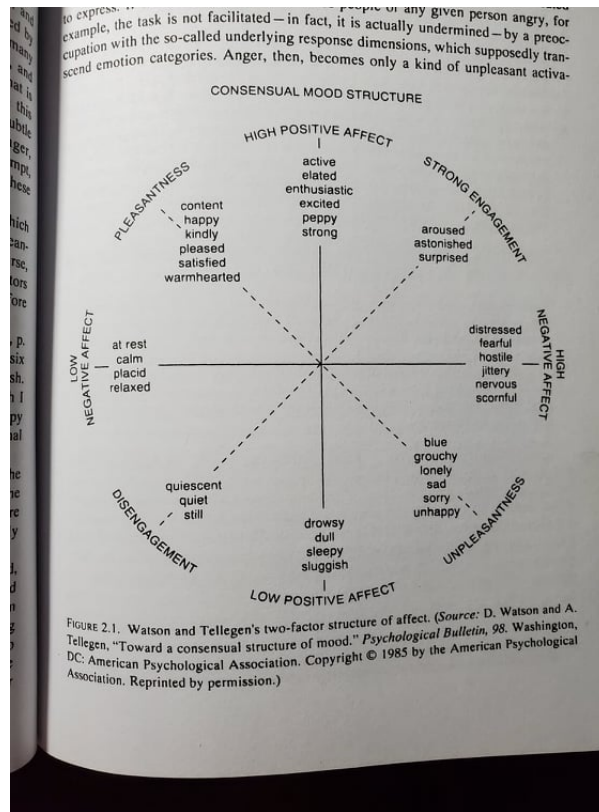 to express.
any given person angry, for
example, the task is not facilitated—in fact, it is actually undermined—by a preoc-
cupation with the so-called underlying response dimensions, which supposedly tran-
scend emotion categories. Anger, then, becomes only a kind of unpleasant activa-
CONSENSUAL MOOD STRUCTURE
HIGH POSITIVE AFFECT
active
elated
enthusiastic
excited
peppy
strong
STRONG ENGAGEMENT
aroused
astonished
surprised
PLEASANTNESS
content
happy
kindly
pleased
satisfied
warmhearted
LOW
NEGATIVE AFFECT
at rest
calm
placid
relaxed
distressed
fearful
hostile
jittery
nervous
scornful
HIGH
NEGATIVE AFFECT
quiescent
quiet
still
DISENGAGEMENT
drowsy
dull
sleepy
sluggish
LOW POSITIVE AFFECT
blue
grouchy
lonely
sad
sorry
unhappy
UNPLEASANTNESS
FIGURE 2.1. Watson and Tellegen's two-factor structure of affect. (Source: D. Watson and A.
Tellegen, "Toward a consensual structure of mood." Psychological Bulletin, 98. Washington,
DC: American Psychological Association. Copyright © 1985 by the American Psychological
Association. Reprinted by permission.)